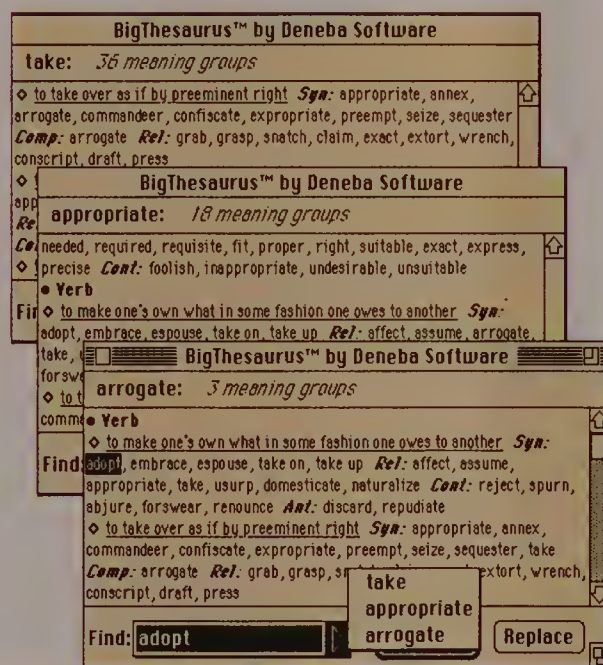 BigThesaurus™ by Deneba Software
take: 36 meaning groups
◇ to take over as if by preeminent right Syn: appropriate, annex,
arrogate, commandeer, confiscate, expropriate, preempt, seize, sequester
Comp: arrogate Rel: grab, grasp, snatch, claim, exact, extort, wrench,
conscript, draft, press
BigThesaurus™ by Deneba Software
appropriate: 18 meaning groups
needed, required, requisite, fit, proper, right, suitable, exact, express,
precise Cont: foolish, inappropriate, undesirable, unsuitable
• Verb
◇ to make one's own what in some fashion one owes to another Syn:
adopt, embrace, espouse, take on, take up Rel: affect, assume, arrogate,
take,
◇ to t
Find:
BigThesaurus™ by Deneba Software
arrogate: 3 meaning groups
• Verb
◇ to make one's own what in some fashion one owes to another Syn:
adopt, embrace, espouse, take on, take up Rel: affect, assume,
appropriate, take, usurp, domesticate, naturalize Cont: reject, spurn,
abjure, forswear, renounce Ant: discard, repudiate
◇ to take over as if by preeminent right Syn: appropriate, annex,
commandeer, confiscate, expropriate, preempt, seize, sequester, take
Comp: arrogate Rel: grab, grasp, extort, wrench,
conscript, draft, press
take
appropriate
arrogate
Find: adopt
Replace